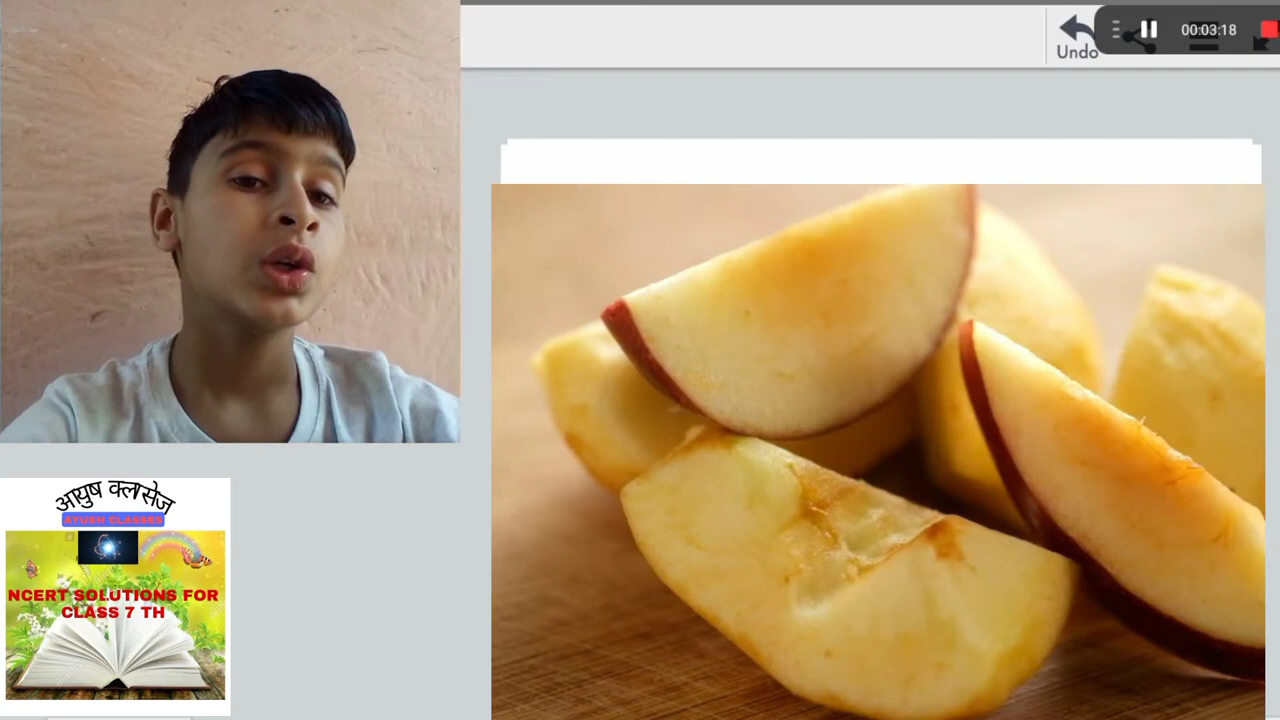 Undo
00:03:18
आयुष क्लासेज
AYUSH CLASSES
NCERT SOLUTIONS FOR
CLASS 7 TH